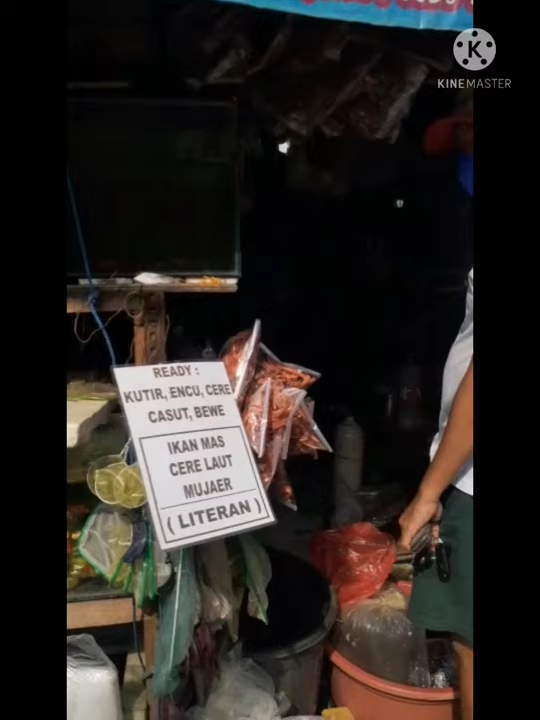 KINEMASTER
READY :
KUTIR, ENCU, CERE
CASUT, BEWE
IKAN MAS
CERE LAUT
MUJAER
( LITERAN )